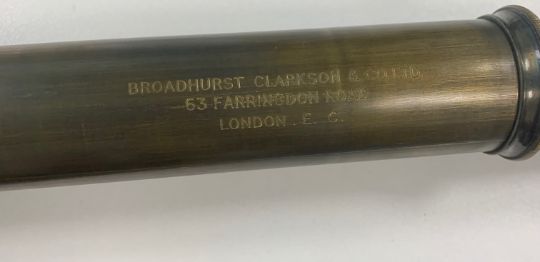 BROADHURST CLARKSON & CO LTD
63 FARRINGDON ROAD
LONDON . E. C.